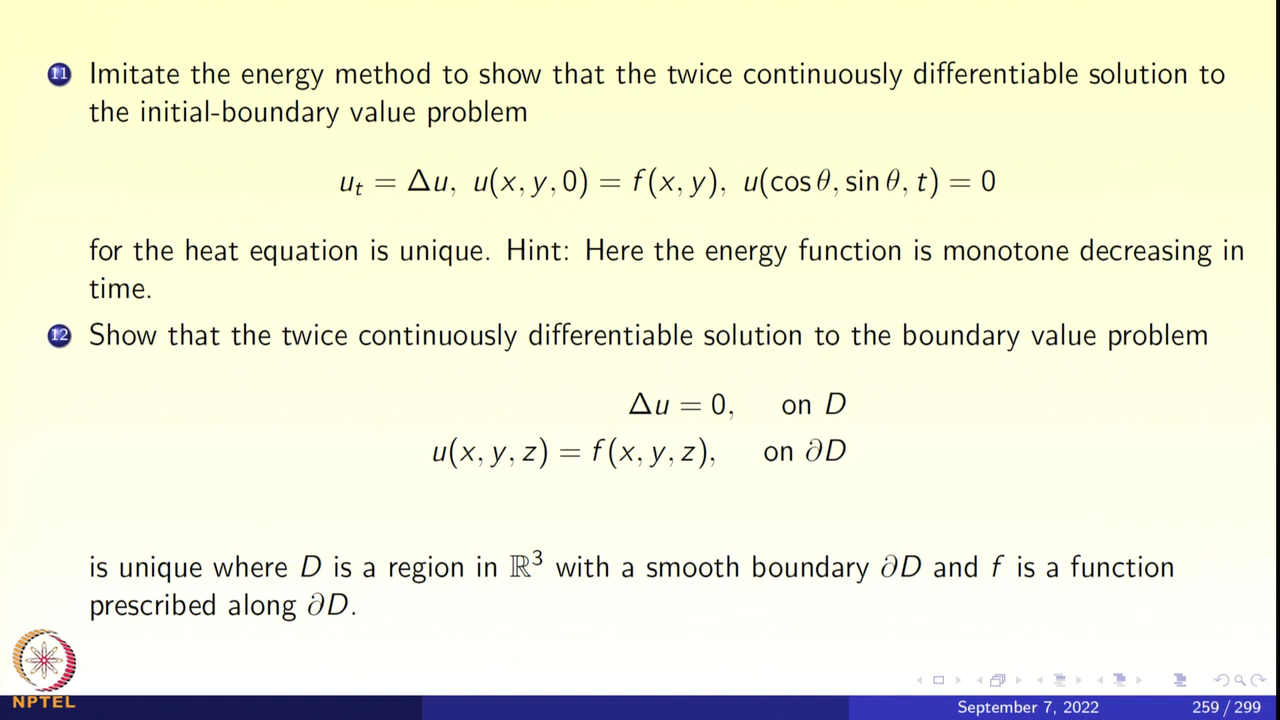 11 Imitate the energy method to show that the twice continuously differentiable solution to
the initial-boundary value problem
u_t = Δu, u(x, y, 0) = f(x, y), u(cos θ, sin θ, t) = 0
for the heat equation is unique. Hint: Here the energy function is monotone decreasing in
time.
12 Show that the twice continuously differentiable solution to the boundary value problem
Δu = 0, on D
u(x, y, z) = f(x, y, z), on ∂D
is unique where D is a region in ℝ³ with a smooth boundary ∂D and f is a function
prescribed along ∂D.
NPTEL
September 7, 2022 259 / 299